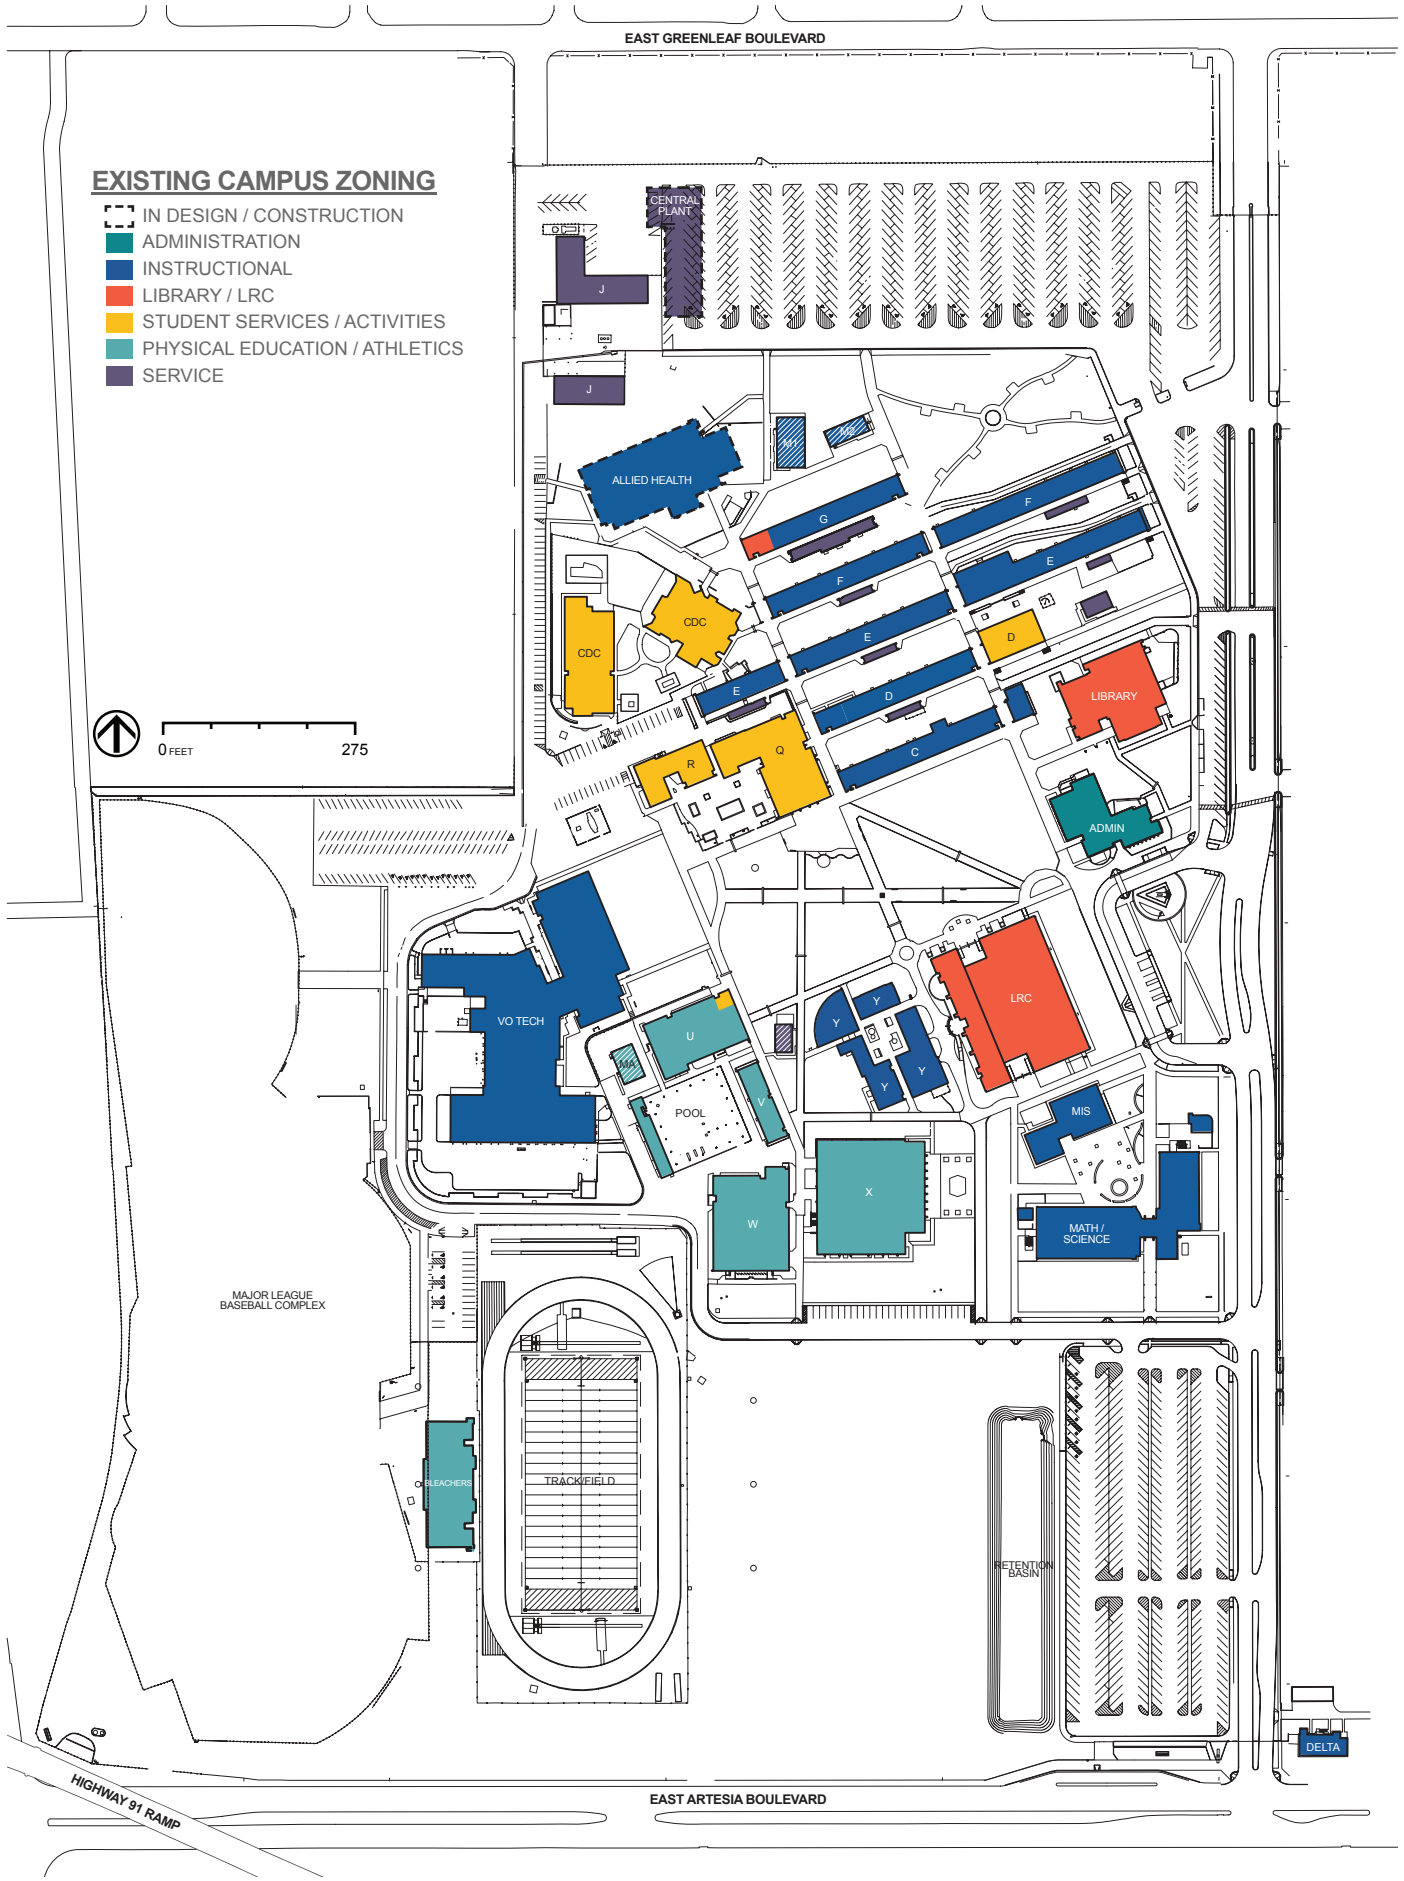 EAST GREENLEAF BOULEVARD
EXISTING CAMPUS ZONING
IN DESIGN / CONSTRUCTION
ADMINISTRATION
INSTRUCTIONAL
LIBRARY / LRC
STUDENT SERVICES / ACTIVITIES
PHYSICAL EDUCATION / ATHLETICS
SERVICE
CENTRAL
PLANT
J
J
M1
M2
ALLIED HEALTH
G
F
F
E
E
E
CDC
CDC
D
D
C
LIBRARY
0 FEET
275
R
Q
ADMIN
VO TECH
LRC
Y
Y
Y
Y
U
MA
V
POOL
MIS
X
W
MATH /
SCIENCE
MAJOR LEAGUE
BASEBALL COMPLEX
BLEACHERS
TRACK/FIELD
RETENTION
BASIN
DELTA
HIGHWAY 91 RAMP
EAST ARTESIA BOULEVARD